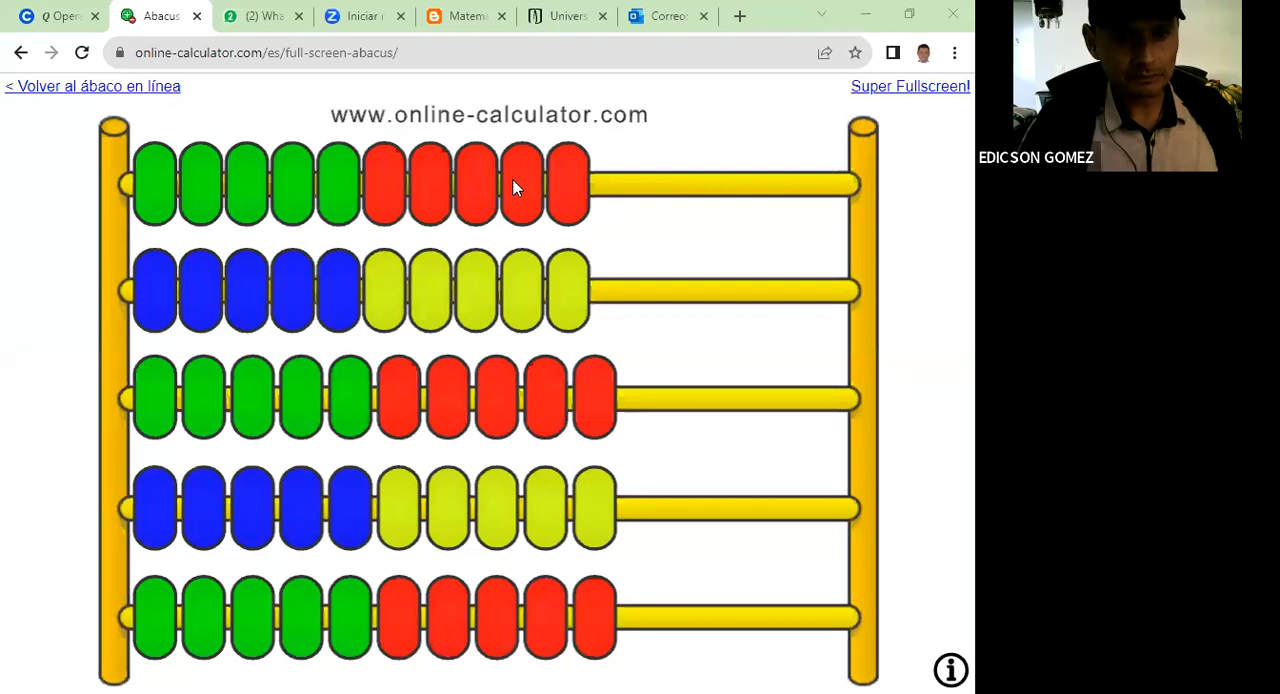 Q Oper
Abacus
(2) Wha
Iniciar r
Matema
Univers
Correo:
online-calculator.com/es/full-screen-abacus/
< Volver al ábaco en línea
Super Fullscreen!
www.online-calculator.com
EDICSON GOMEZ